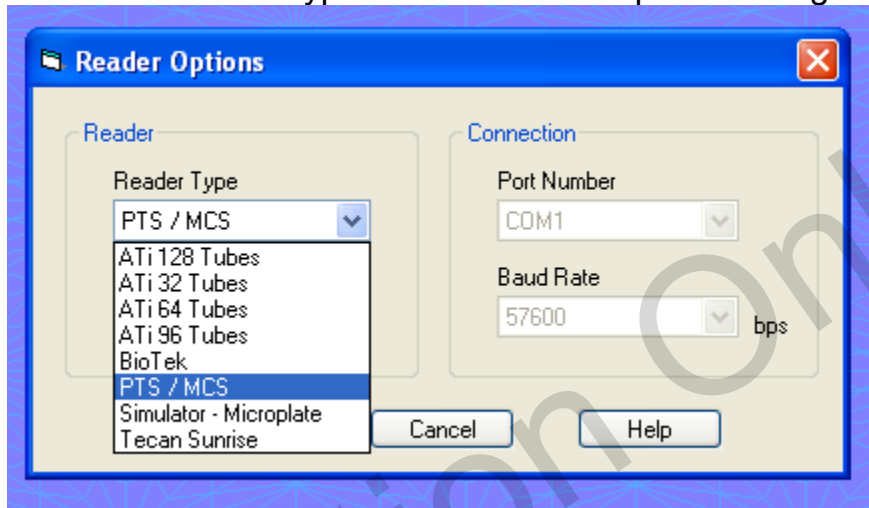 Reader Options
Reader
Reader Type
PTS / MCS
ATi 128 Tubes
ATi 32 Tubes
ATi 64 Tubes
ATi 96 Tubes
BioTek
PTS / MCS
Simulator - Microplate
Tecan Sunrise
Connection
Port Number
COM1
Baud Rate
57600 bps
Cancel Help